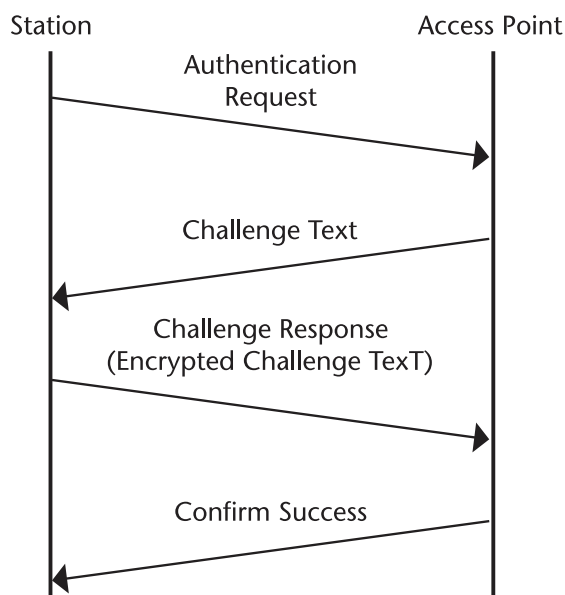 Station
Access Point
Authentication
Request
Challenge Text
Challenge Response
(Encrypted Challenge TexT)
Confirm Success